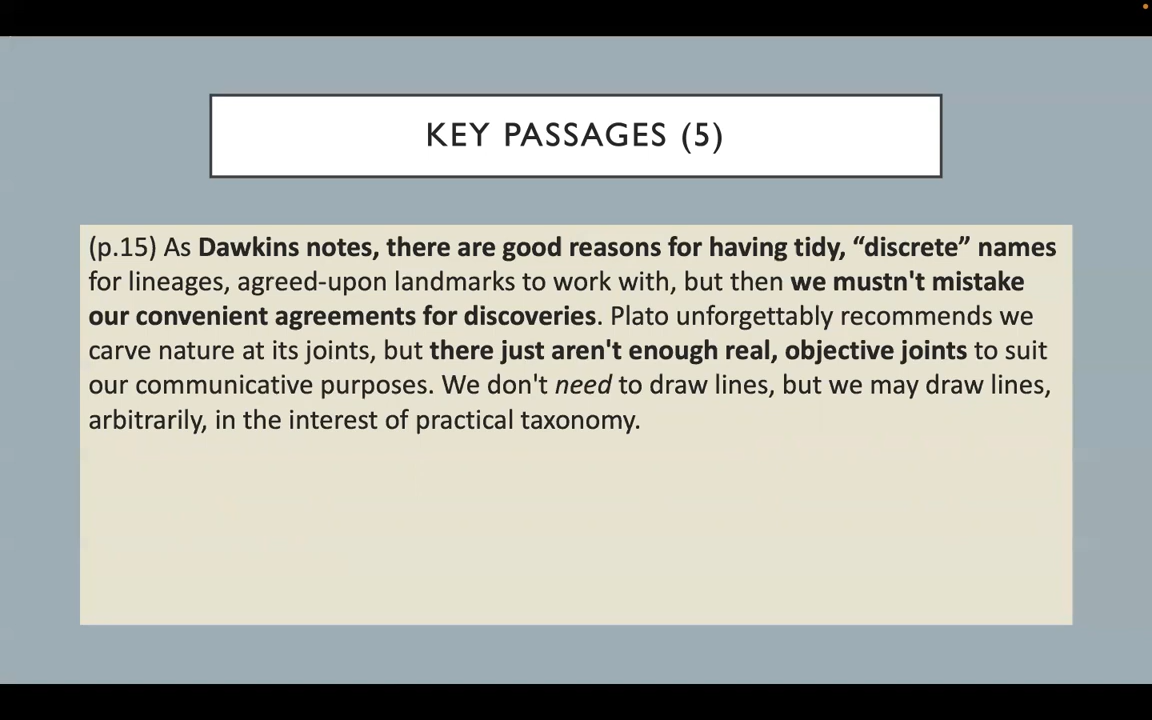 KEY PASSAGES (5)
(p.15) As Dawkins notes, there are good reasons for having tidy, “discrete” names
for lineages, agreed-upon landmarks to work with, but then we mustn't mistake
our convenient agreements for discoveries. Plato unforgettably recommends we
carve nature at its joints, but there just aren't enough real, objective joints to suit
our communicative purposes. We don't need to draw lines, but we may draw lines,
arbitrarily, in the interest of practical taxonomy.